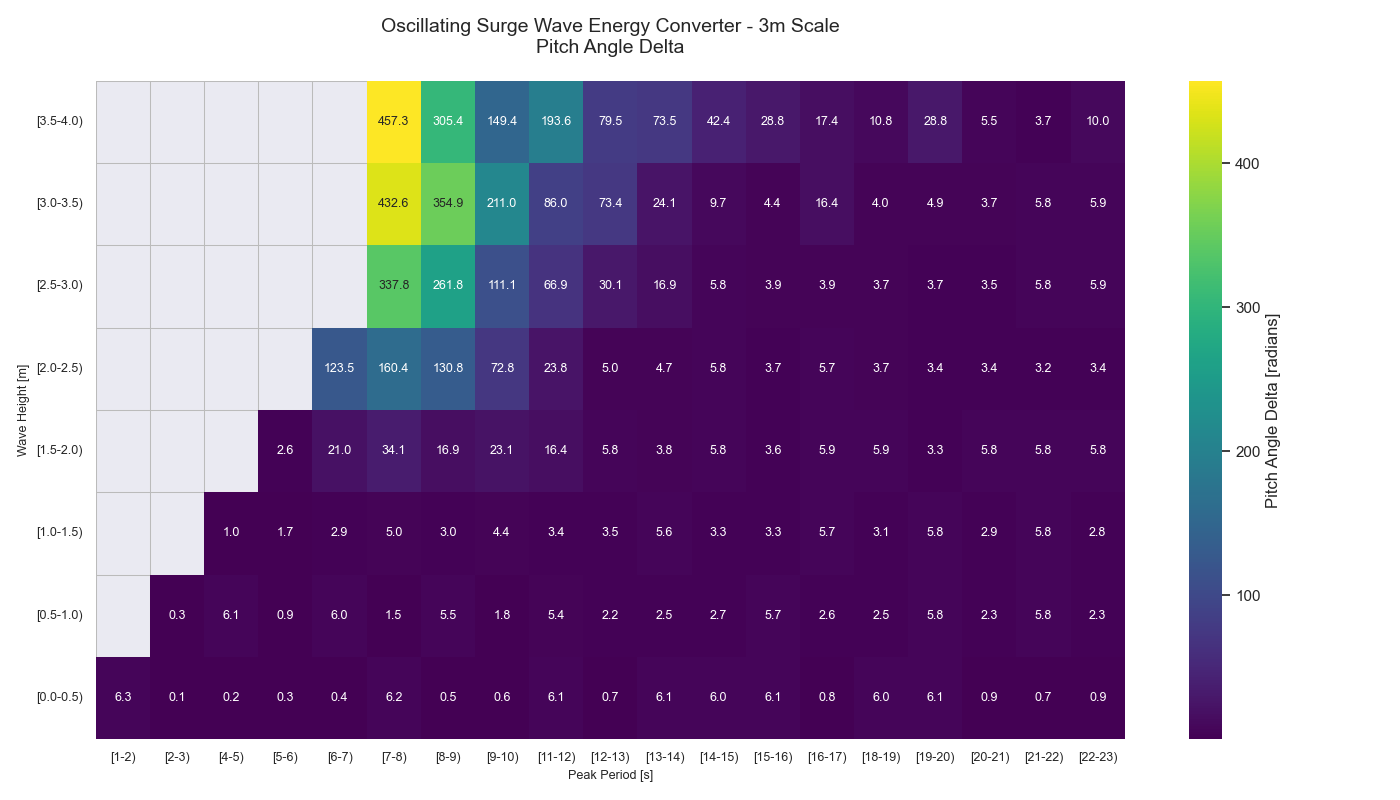 Oscillating Surge Wave Energy Converter - 3m Scale
Pitch Angle Delta
[3.5-4.0) 457.3 305.4 149.4 193.6 79.5 73.5 42.4 28.8 17.4 10.8 28.8 5.5 3.7 10.0
[3.0-3.5) 432.6 354.9 211.0 86.0 73.4 24.1 9.7 4.4 16.4 4.0 4.9 3.7 5.8 5.9
[2.5-3.0) 337.8 261.8 111.1 66.9 30.1 16.9 5.8 3.9 3.9 3.7 3.7 3.5 5.8 5.9
[2.0-2.5) 123.5 160.4 130.8 72.8 23.8 5.0 4.7 5.8 3.7 5.7 3.7 3.4 3.4 3.2 3.4
[1.5-2.0) 2.6 21.0 34.1 16.9 23.1 16.4 5.8 3.8 5.8 3.6 5.9 5.9 3.3 5.8 5.8 5.8
[1.0-1.5) 1.0 1.7 2.9 5.0 3.0 4.4 3.4 3.5 5.6 3.3 3.3 5.7 3.1 5.8 2.9 5.8 2.8
[0.5-1.0) 0.3 6.1 0.9 6.0 1.5 5.5 1.8 5.4 2.2 2.5 2.7 5.7 2.6 2.5 5.8 2.3 5.8 2.3
[0.0-0.5) 6.3 0.1 0.2 0.3 0.4 6.2 0.5 0.6 6.1 0.7 6.1 6.0 6.1 0.8 6.0 6.1 0.9 0.7 0.9
[1-2) [2-3) [4-5) [5-6) [6-7) [7-8) [8-9) [9-10) [11-12) [12-13) [13-14) [14-15) [15-16) [16-17) [18-19) [19-20) [20-21) [21-22) [22-23)
Peak Period [s]
Wave Height [m]
400
300
200
100
Pitch Angle Delta [radians]